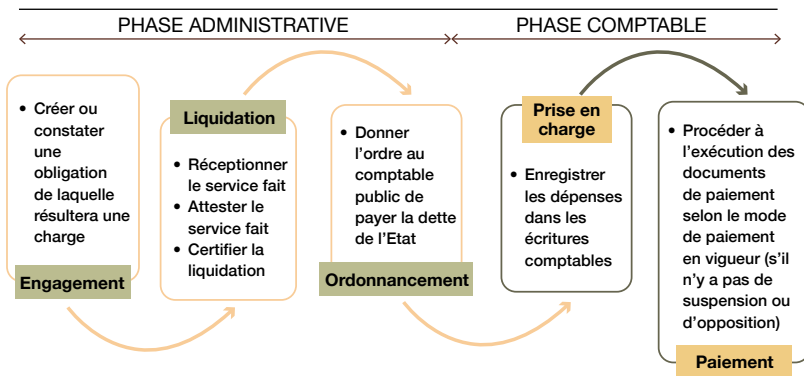 PHASE ADMINISTRATIVE
PHASE COMPTABLE
• Créer ou
constater
une
obligation
de laquelle
résultera une
charge
Engagement
Liquidation
• Réceptionner
le service fait
• Attester le
service fait
• Certifier la
liquidation
• Donner
l'ordre au
comptable
public de
payer la dette
de l'Etat
Ordonnancement
Prise en
charge
• Enregistrer
les dépenses
dans les
écritures
comptables
• Procéder à
l'exécution des
documents
de paiement
selon le mode
de paiement
en vigueur (s'il
n'y a pas de
suspension ou
d'opposition)
Paiement